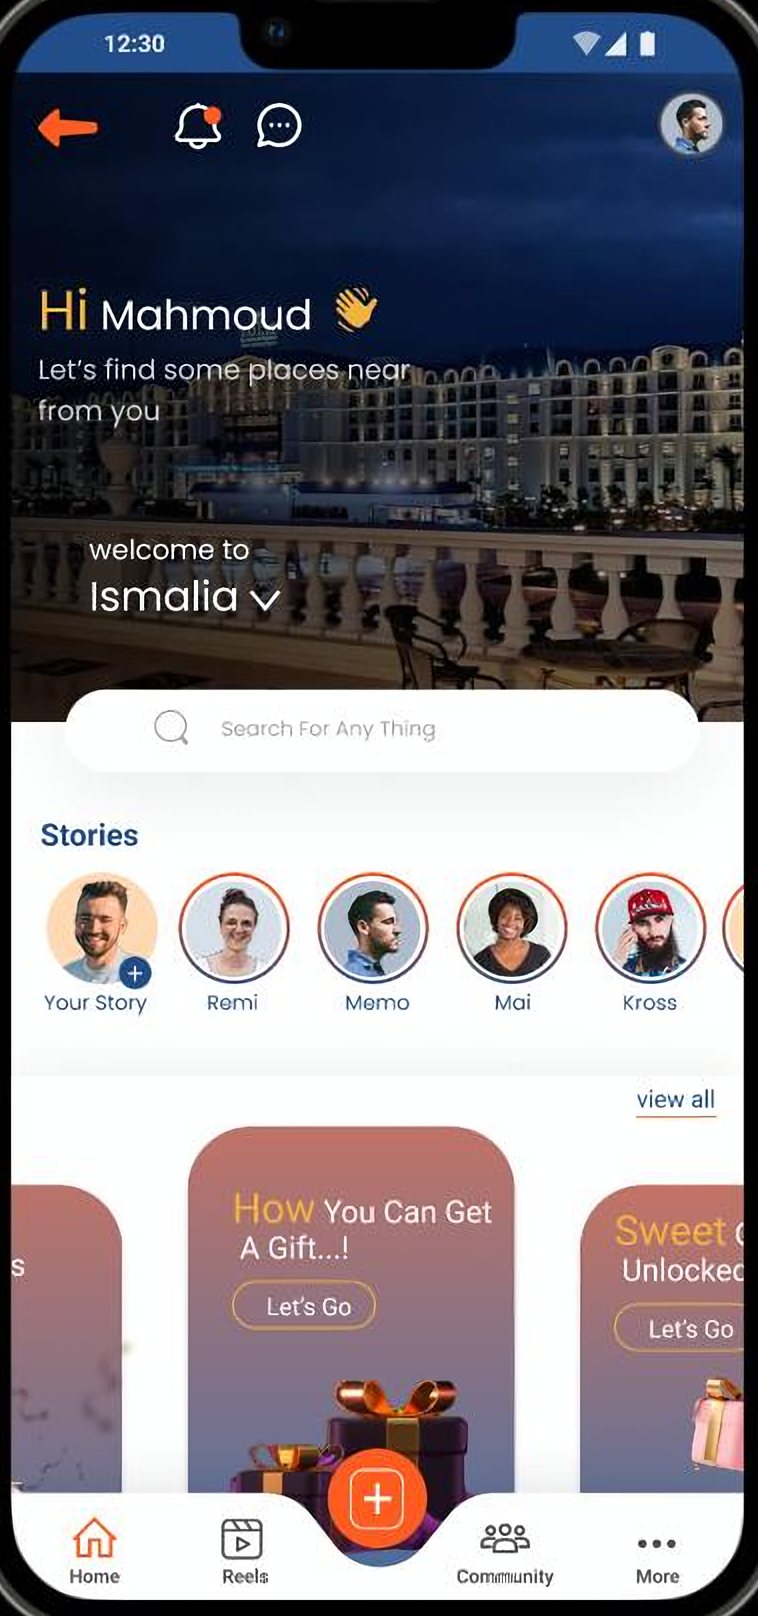 12:30
Hi Mahmoud
Let's find some places near
from you
welcome to
Ismalia
Search For Any Thing
Stories
Your Story
Remi
Memo
Mai
Kross
view all
s
How You Can Get
A Gift...!
Let's Go
Sweet
Unlocked
Let's Go
Home
Reels
Community
More